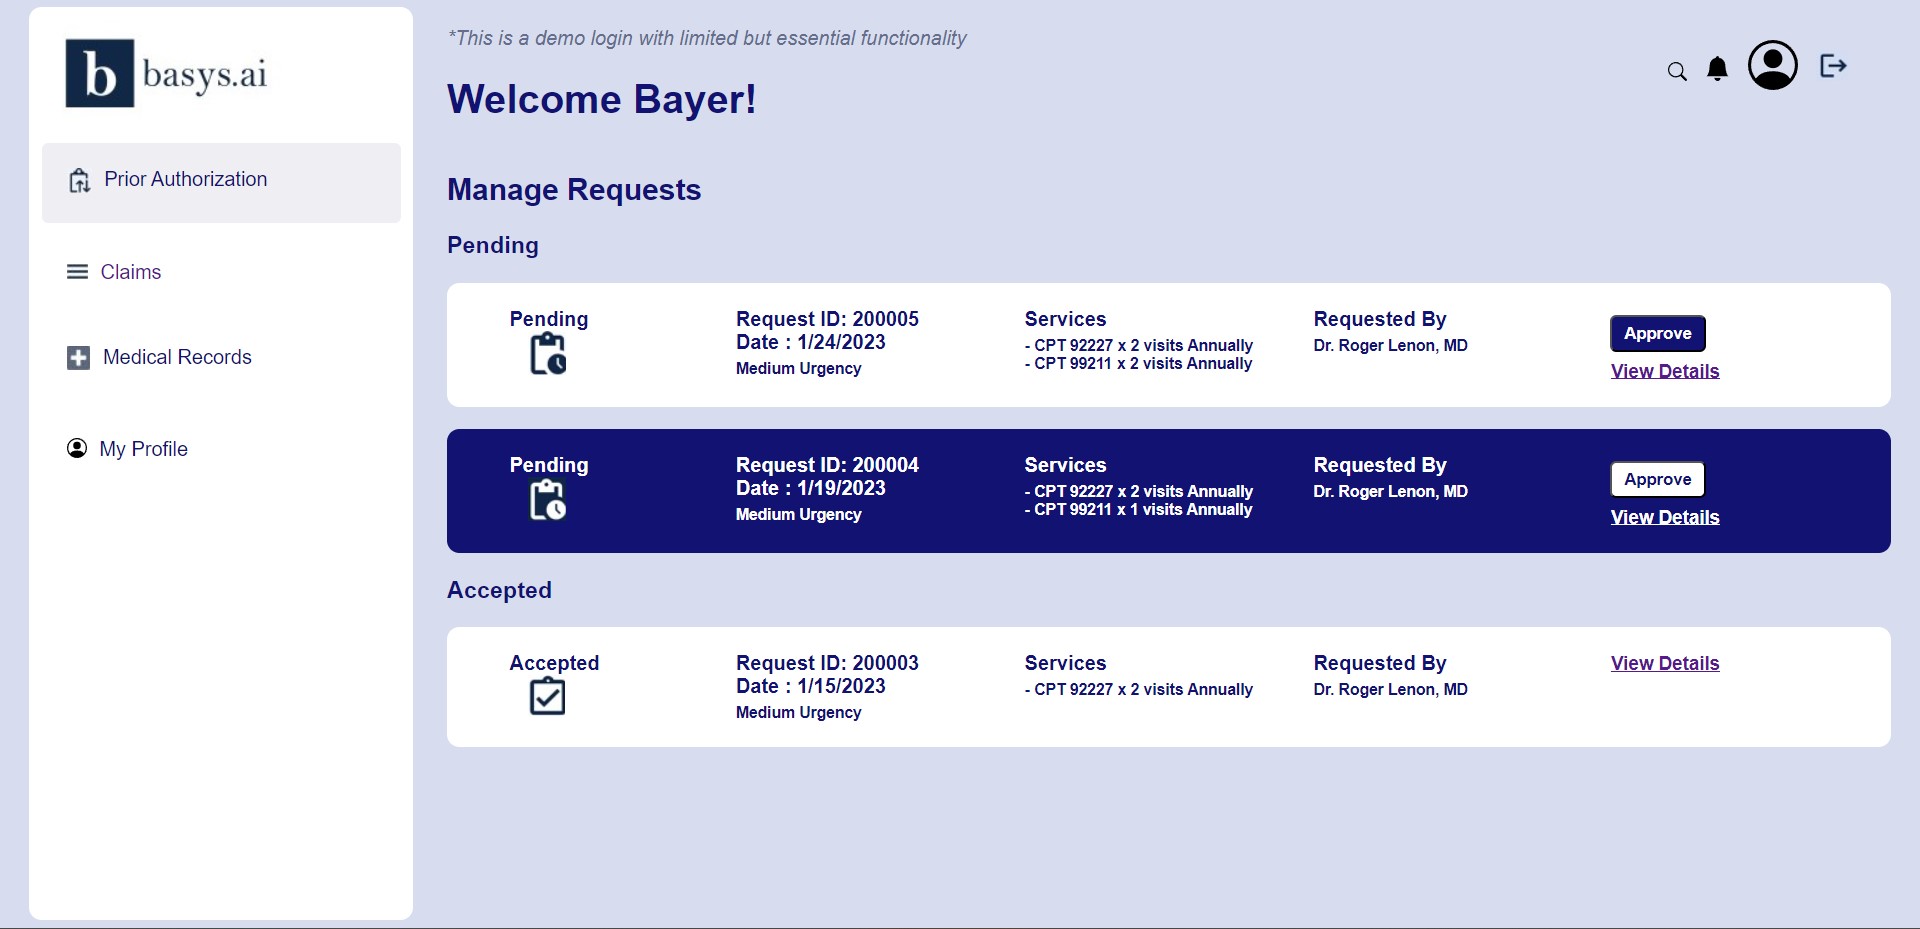 b basys.ai
Prior Authorization
Claims
Medical Records
My Profile
*This is a demo login with limited but essential functionality
Welcome Bayer!
Manage Requests
Pending
Pending
Request ID: 200005
Date : 1/24/2023
Medium Urgency
Services
- CPT 92227 x 2 visits Annually
- CPT 99211 x 2 visits Annually
Requested By
Dr. Roger Lenon, MD
Approve
View Details
Pending
Request ID: 200004
Date : 1/19/2023
Medium Urgency
Services
- CPT 92227 x 2 visits Annually
- CPT 99211 x 1 visits Annually
Requested By
Dr. Roger Lenon, MD
Approve
View Details
Accepted
Accepted
Request ID: 200003
Date : 1/15/2023
Medium Urgency
Services
- CPT 92227 x 2 visits Annually
Requested By
Dr. Roger Lenon, MD
View Details